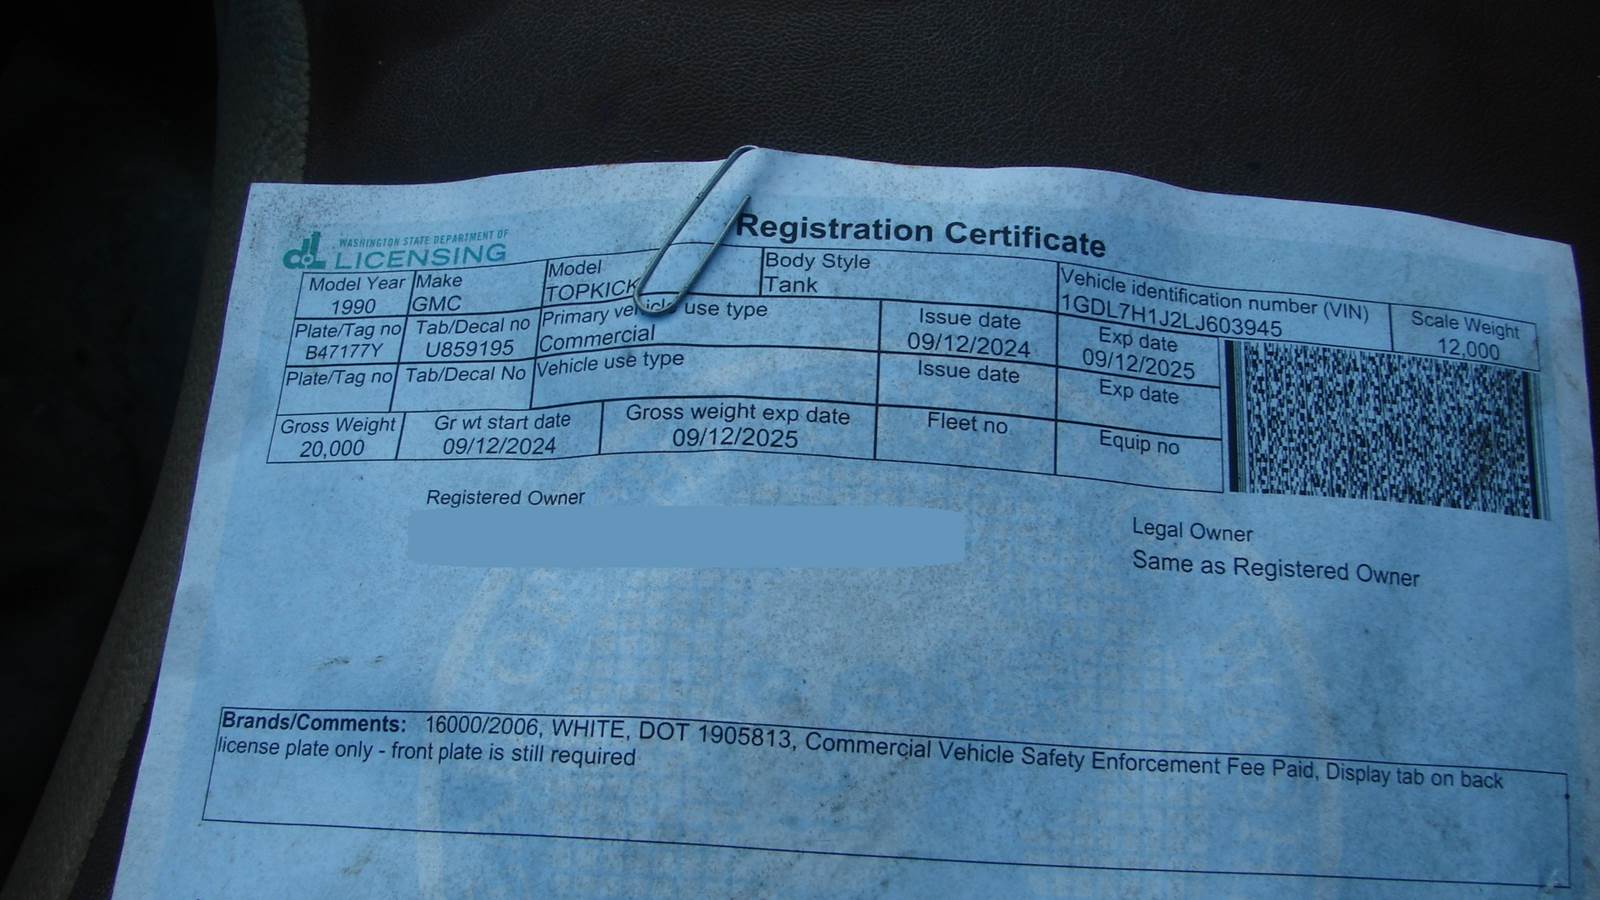 WASHINGTON STATE DEPARTMENT OF
LICENSING
Registration Certificate
Model Year Make Model Body Style Vehicle identification number (VIN) Scale Weight
1990 GMC TOPKICK Tank 1GDL7H1J2LJ603945 12,000
Plate/Tag no Tab/Decal no Primary vehicle use type Issue date Exp date
B47177Y U859195 Commercial 09/12/2024 09/12/2025
Plate/Tag no Tab/Decal No Vehicle use type Issue date Exp date
Gross Weight Gr wt start date Gross weight exp date Fleet no Equip no
20,000 09/12/2024 09/12/2025
Registered Owner
Legal Owner
Same as Registered Owner
Brands/Comments: 16000/2006, WHITE, DOT 1905813, Commercial Vehicle Safety Enforcement Fee Paid, Display tab on back
license plate only - front plate is still required